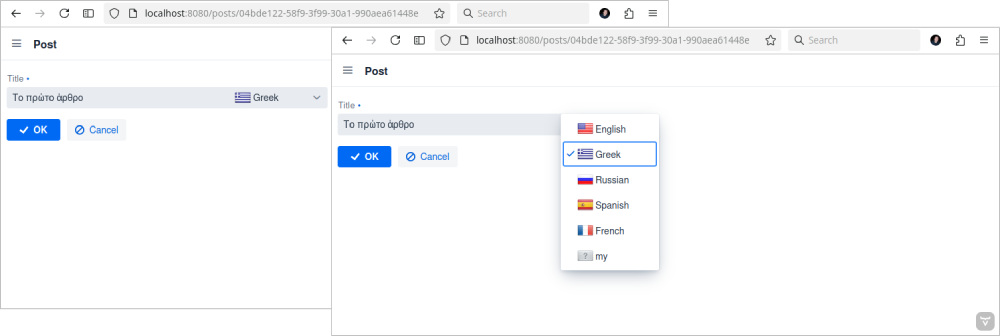 localhost:8080/posts/04bde122-58f9-3f99-30a1-990aea61448e
Search
Post
Title •
Το πρώτο άρθρο
Greek
OK
Cancel
localhost:8080/posts/04bde122-58f9-3f99-30a1-990aea61448e
Search
Post
Title •
Το πρώτο άρθρο
OK
Cancel
English
Greek
Russian
Spanish
French
? my